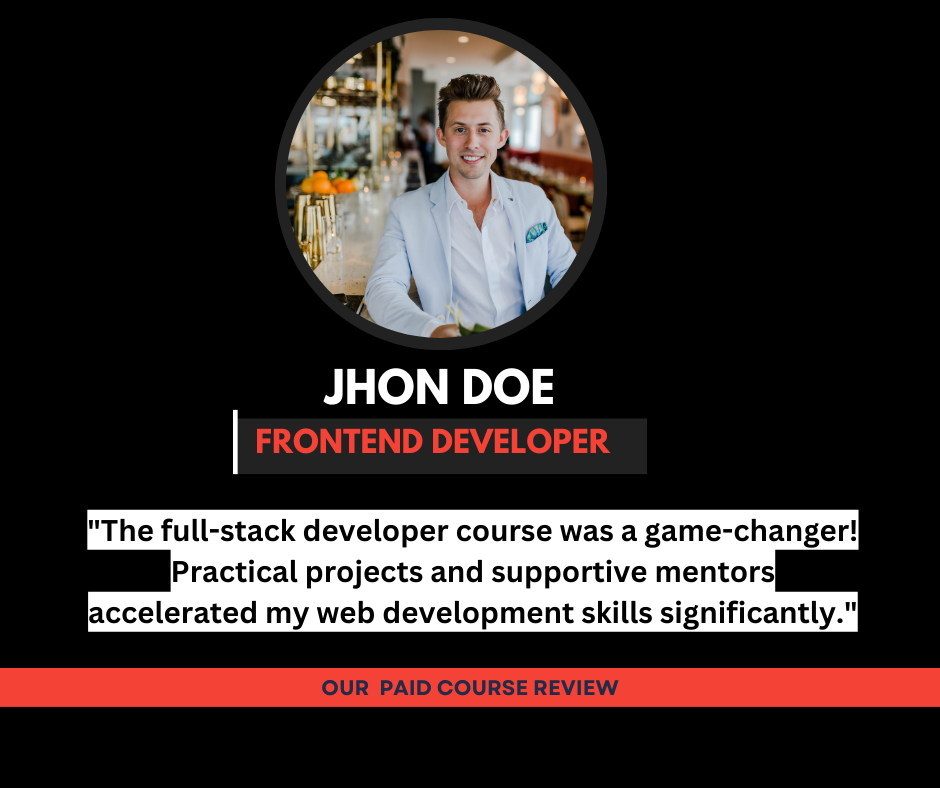 JHON DOE
FRONTEND DEVELOPER
"The full-stack developer course was a game-changer!
Practical projects and supportive mentors
accelerated my web development skills significantly."
OUR  PAID COURSE REVIEW